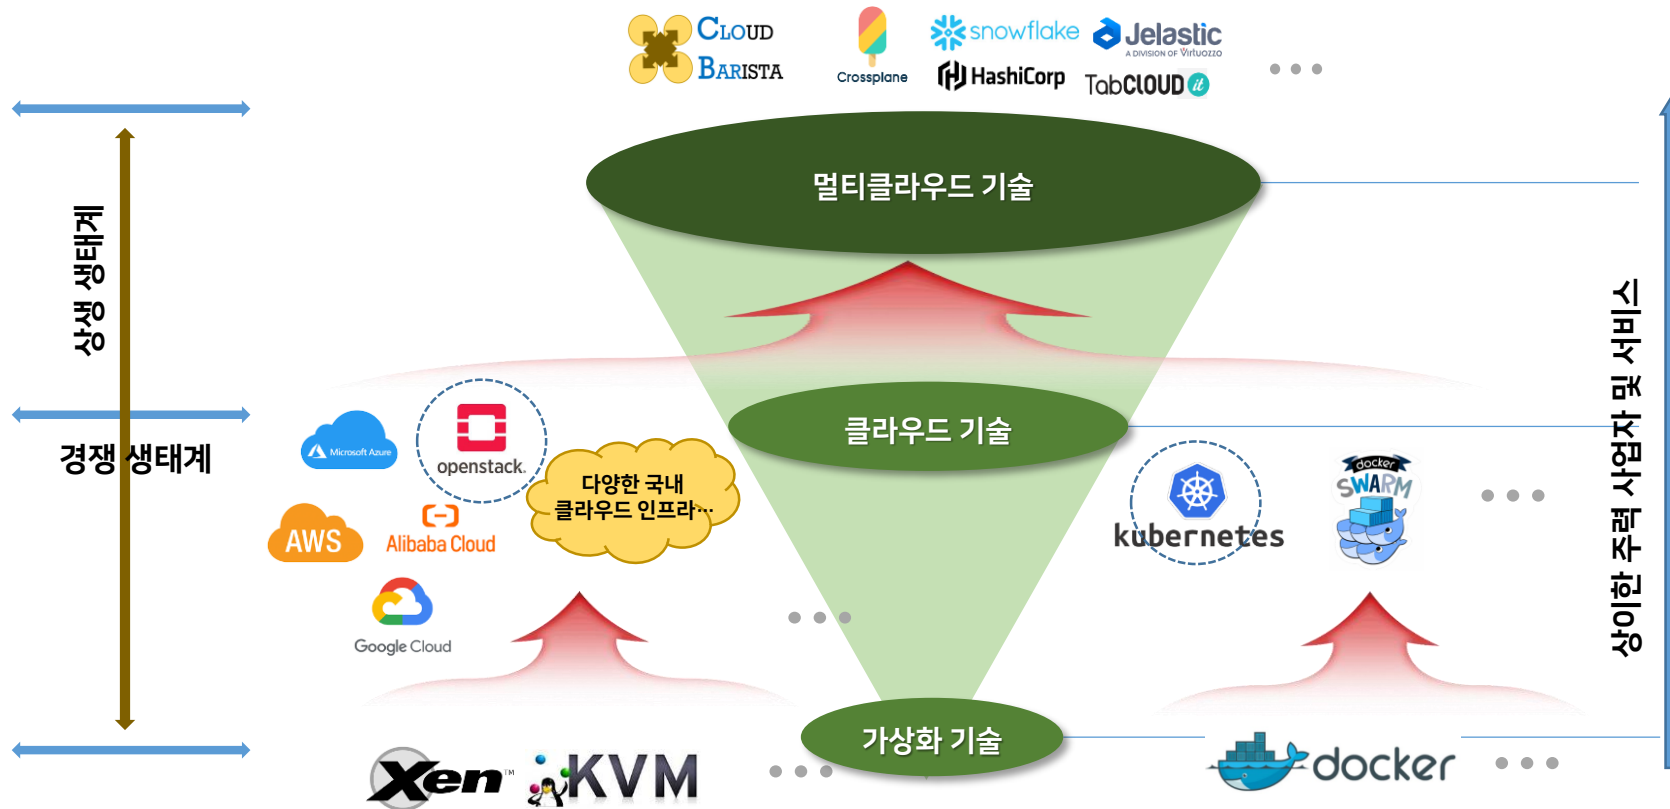 CLOUD
BARISTA
Crossplane
snowflake
HashiCorp
Jelastic
A DIVISION OF Virtuozzo
TabCLOUDit
멀티클라우드 기술
상생 생태계
경쟁 생태계
클라우드 기술
Microsoft Azure
openstack.
다양한 국내
클라우드 인프라…
AWS
Alibaba Cloud
Google Cloud
kubernetes
docker
SWARM
상이한 주력 사업자 및 서비스
가상화 기술
Xen™
KVM
docker